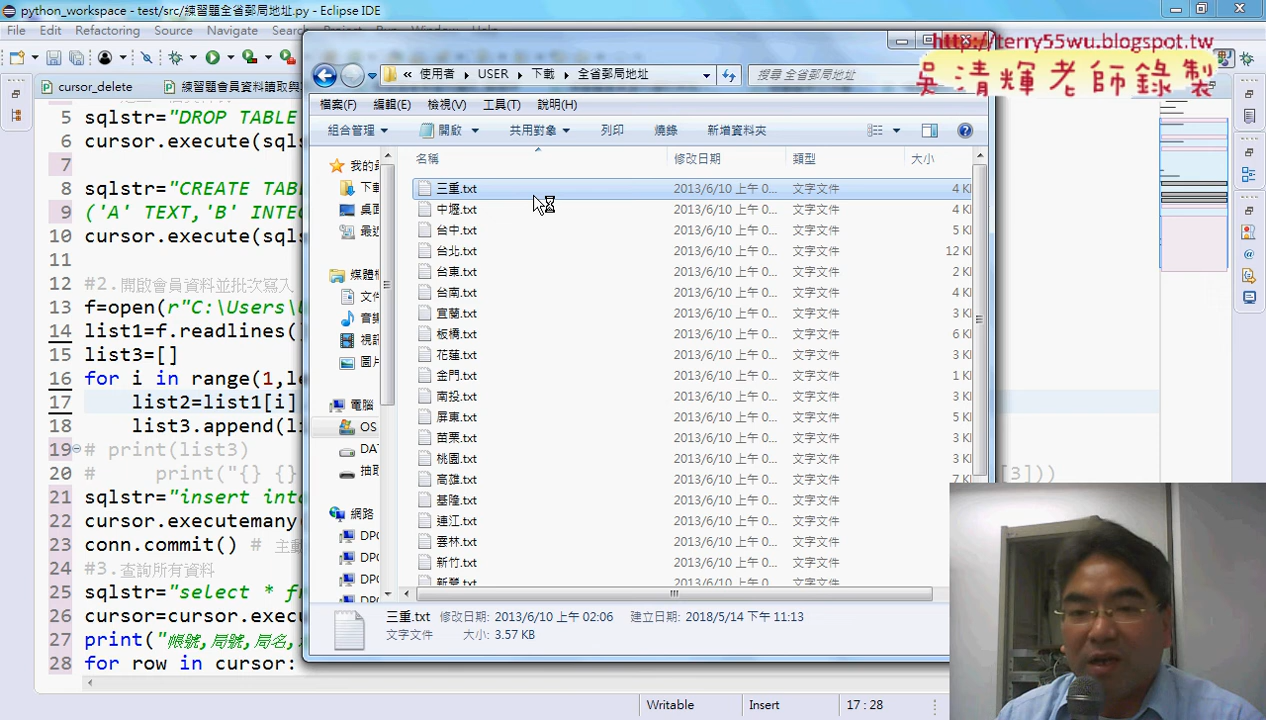 python_workspace - test/src/練習題全省郵局地址.py - Eclipse IDE
File Edit Refactoring Source Navigate
http://terry55wu.blogspot.tw
吳清輝老師錄製
« 使用者 ▸ USER ▸ 下載 ▸ 全省郵局地址
搜尋 全省郵局地址
cursor_delete
練習題會員資料讀取與
檔案(F) 編輯(E) 檢視(V) 工具(T) 說明(H)
組合管理 開啟 共用對象 列印 燒錄 新增資料夾
名稱 修改日期 類型 大小
三重.txt 2013/6/10 上午 0... 文字文件 4 K
中壢.txt 2013/6/10 上午 0... 文字文件 4 K
台中.txt 2013/6/10 上午 0... 文字文件 5 K
台北.txt 2013/6/10 上午 0... 文字文件 12 K
台東.txt 2013/6/10 上午 0... 文字文件 2 K
台南.txt 2013/6/10 上午 0... 文字文件 4 K
宜蘭.txt 2013/6/10 上午 0... 文字文件 3 K
板橋.txt 2013/6/10 上午 0... 文字文件 6 K
花蓮.txt 2013/6/10 上午 0... 文字文件 3 K
金門.txt 2013/6/10 上午 0... 文字文件 1 K
南投.txt 2013/6/10 上午 0... 文字文件 3 K
屏東.txt 2013/6/10 上午 0... 文字文件 5 K
苗栗.txt 2013/6/10 上午 0... 文字文件 3 K
桃園.txt 2013/6/10 上午 0... 文字文件 3 K
高雄.txt 2013/6/10 上午 0... 文字文件 7 K
基隆.txt 2013/6/10 上午 0... 文字文件
連江.txt 2013/6/10 上午 0... 文字文件
雲林.txt 2013/6/10 上午 0... 文字文件
新竹.txt 2013/6/10 上午 0... 文字文件
新營.txt 2013/6/10 上午 0... 文字文件
我的
下載
桌面
最近
媒體櫃
文件
音樂
視訊
圖片
電腦
OS
DA
抽取
網路
DPC
DPC
DPC
DPC
三重.txt 修改日期: 2013/6/10 上午 02:06 建立日期: 2018/5/14 下午 11:13
文字文件 大小: 3.57 KB
5 sqlstr="DROP TABLE
6 cursor.execute(sqls
7
8 sqlstr="CREATE TAB
9 ('A' TEXT,'B' INTE
10 cursor.execute(sqls
11
12 #2.開啟會員資料並批次寫入
13 f=open(r"C:\Users\
14 list1=f.readlines(
15 list3=[]
16 for i in range(1,le
17 list2=list1[i]
18 list3.append(li
19 # print(list3)
20 # print("{} {} [3]))
21 sqlstr="insert into
22 cursor.executemany(
23 conn.commit() # 主動
24 #3.查詢所有資料
25 sqlstr="select * f
26 cursor=cursor.exec
27 print("帳號,局號,局名,
28 for row in cursor:
Writable Insert 17 : 28